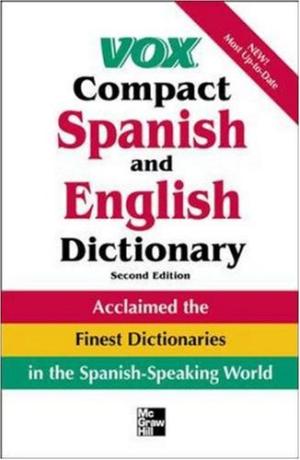 VOX
NEW!
Most Up-to-Date
Compact
Spanish
and
English
Dictionary
Second Edition
Acclaimed the
Finest Dictionaries
in the Spanish-Speaking World
Mc
Graw
Hill